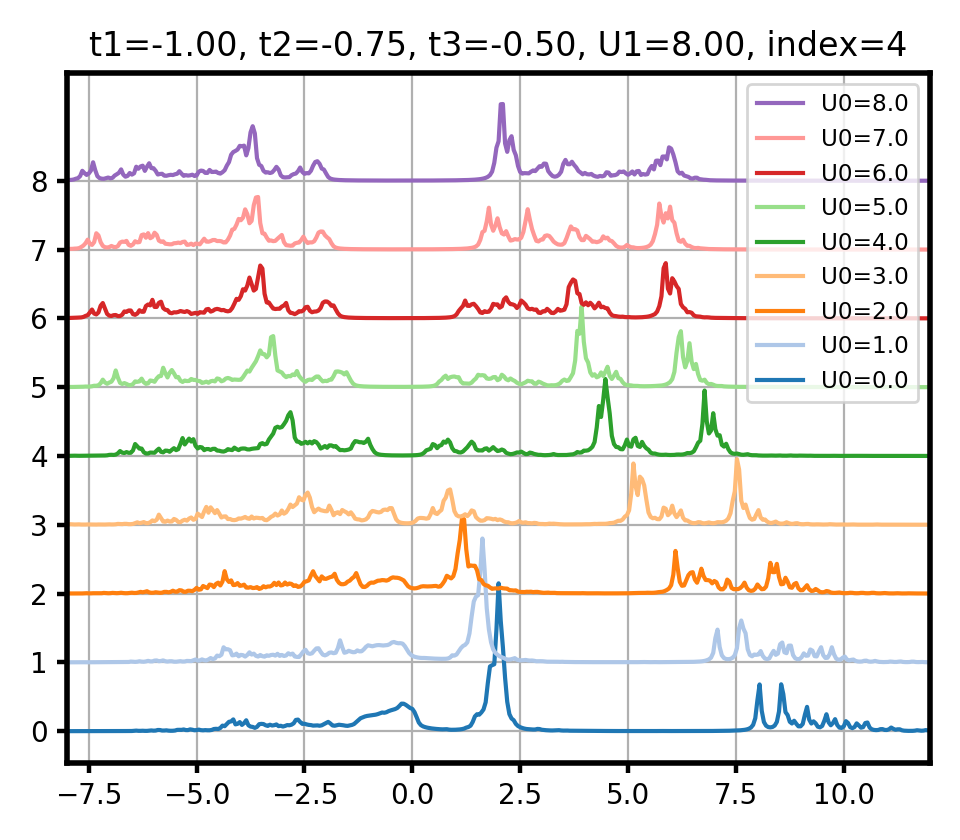 t1=-1.00, t2=-0.75, t3=-0.50, U1=8.00, index=4
U0=8.0
U0=7.0
U0=6.0
U0=5.0
U0=4.0
U0=3.0
U0=2.0
U0=1.0
U0=0.0
8
7
6
5
4
3
2
1
0
−7.5 −5.0 −2.5 0.0 2.5 5.0 7.5 10.0